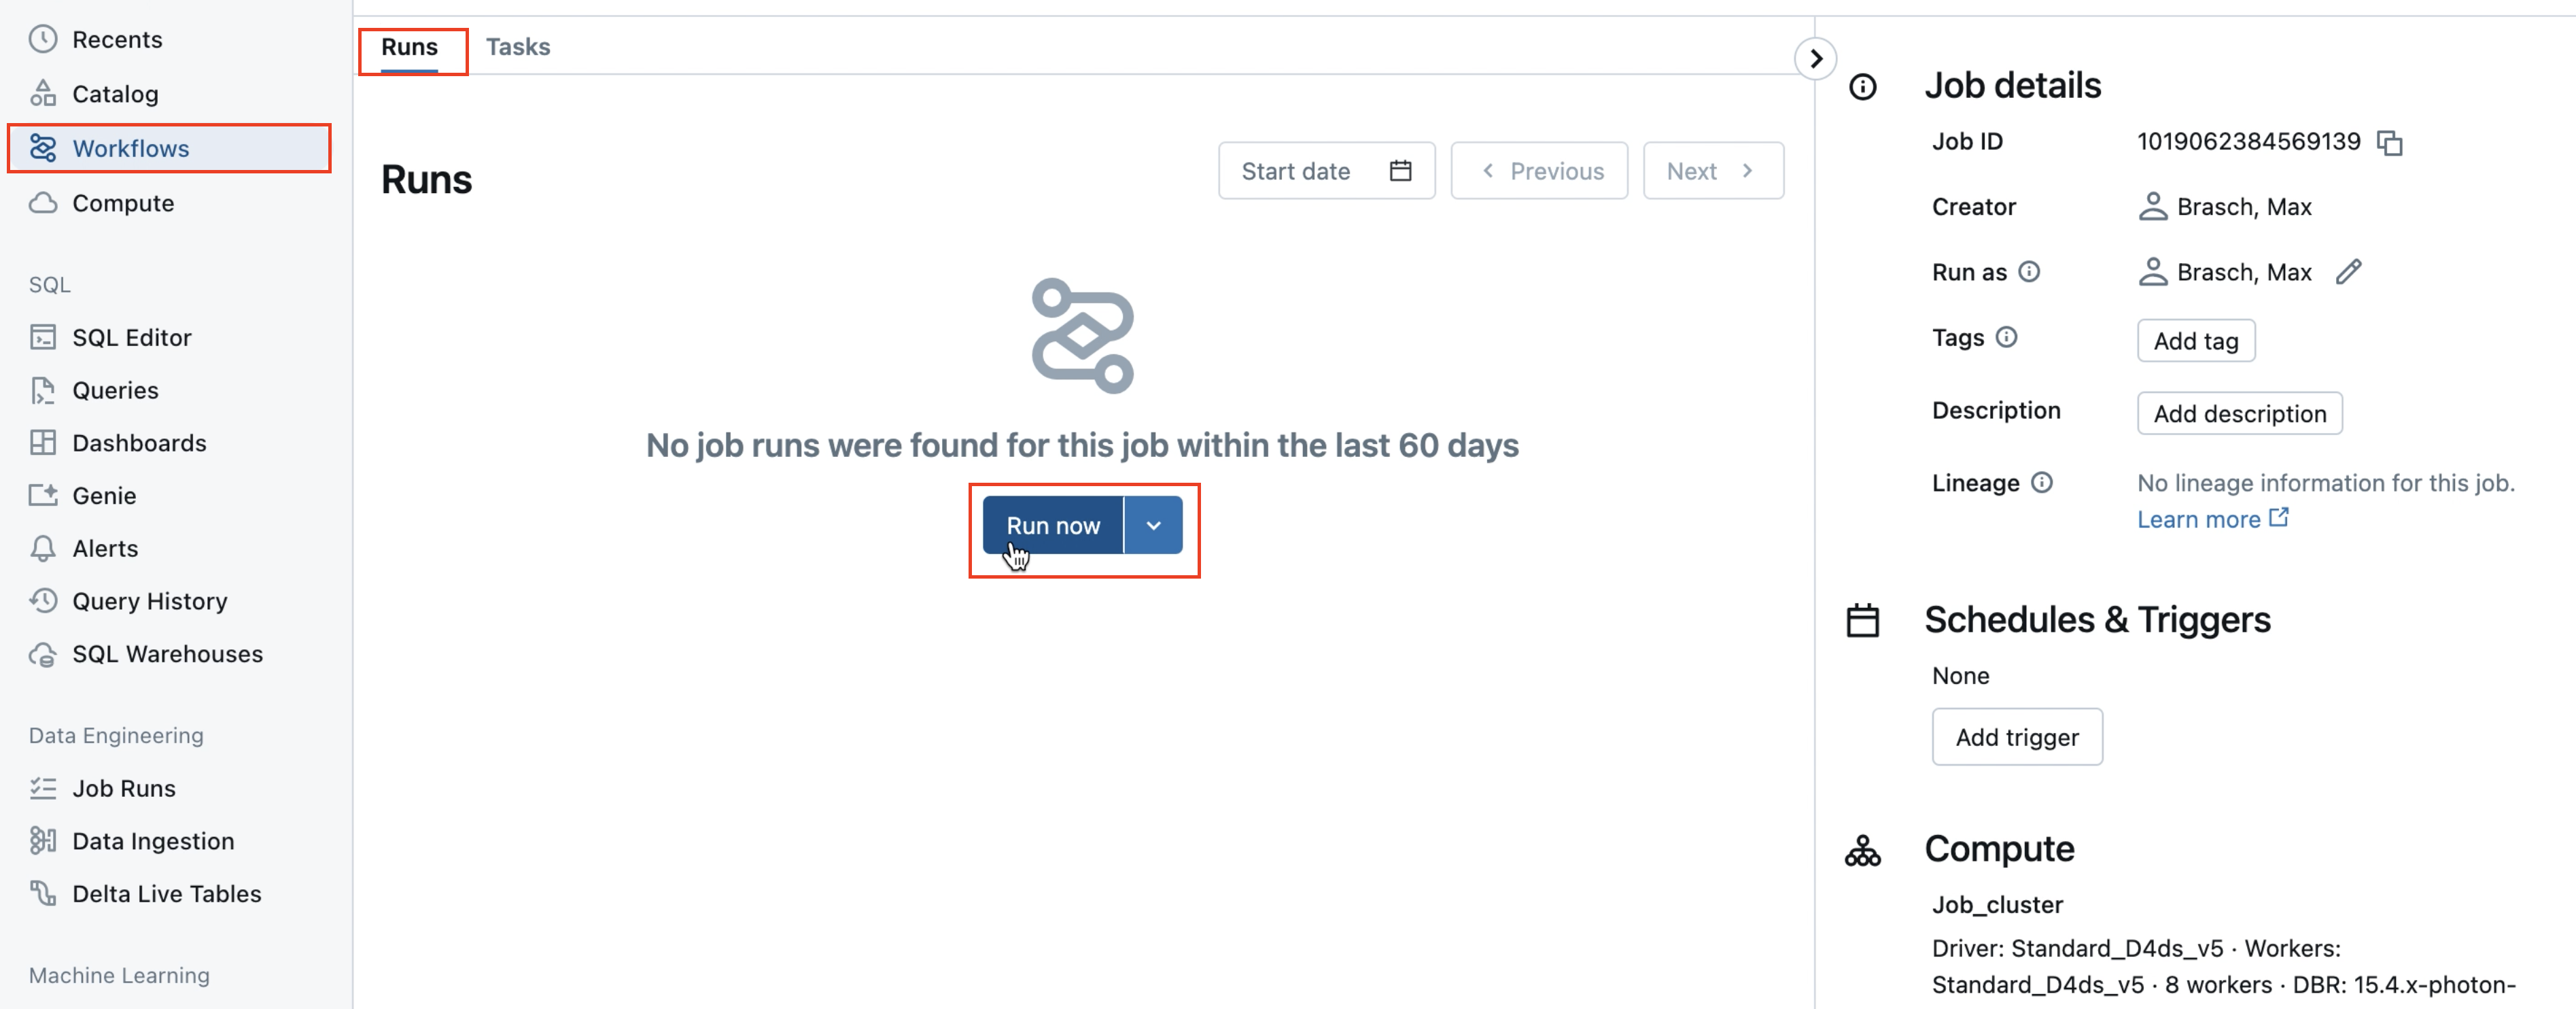 Recents
Catalog
Workflows
Compute
SQL
SQL Editor
Queries
Dashboards
Genie
Alerts
Query History
SQL Warehouses
Data Engineering
Job Runs
Data Ingestion
Delta Live Tables
Machine Learning
Runs Tasks
Runs
Start date Previous Next
No job runs were found for this job within the last 60 days
Run now
Job details
Job ID 1019062384569139
Creator Brasch, Max
Run as Brasch, Max
Tags Add tag
Description Add description
Lineage No lineage information for this job.
Learn more
Schedules & Triggers
None
Add trigger
Compute
Job_cluster
Driver: Standard_D4ds_v5 · Workers:
Standard_D4ds_v5 · 8 workers · DBR: 15.4.x-photon-